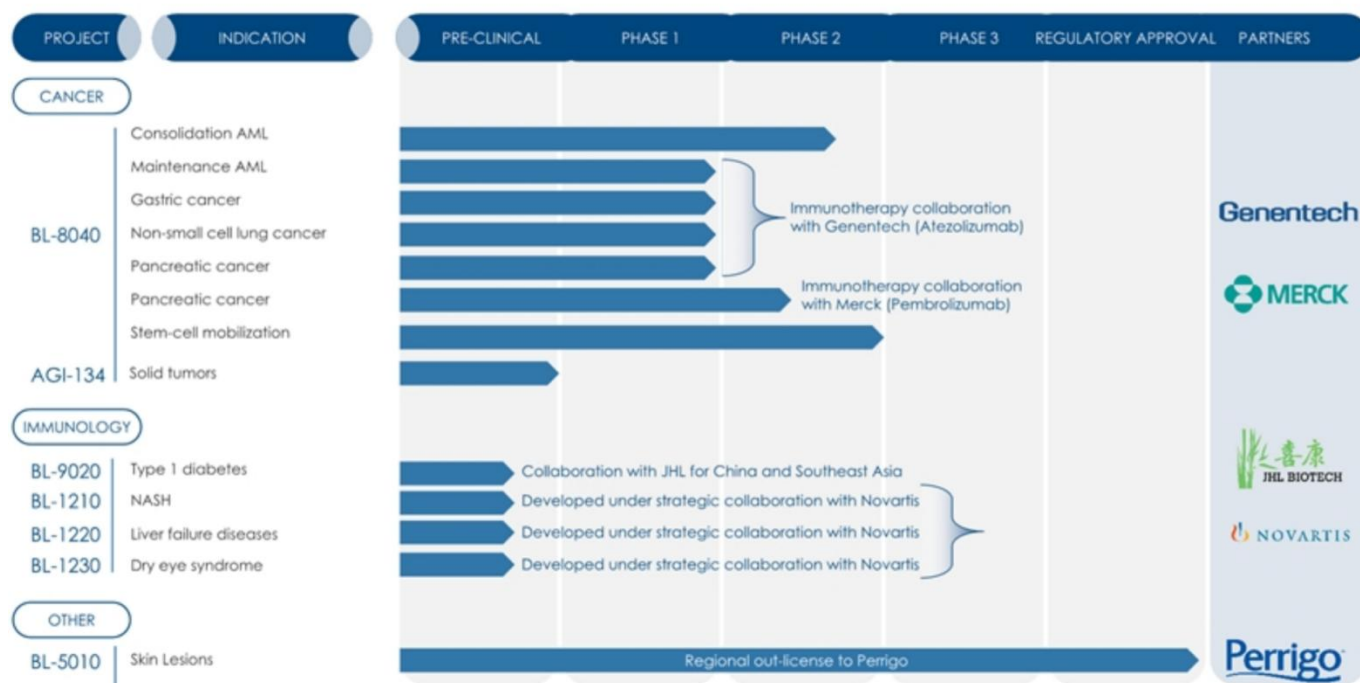 PROJECT INDICATION PRE-CLINICAL PHASE 1 PHASE 2 PHASE 3 REGULATORY APPROVAL PARTNERS
CANCER
BL-8040
Consolidation AML
Maintenance AML
Gastric cancer
Non-small cell lung cancer
Pancreatic cancer
Immunotherapy collaboration
with Genentech (Atezolizumab)
Genentech
Pancreatic cancer
Immunotherapy collaboration
with Merck (Pembrolizumab)
MERCK
Stem-cell mobilization
AGI-134 Solid tumors
IMMUNOLOGY
BL-9020 Type 1 diabetes Collaboration with JHL for China and Southeast Asia
喜康
JHL BIOTECH
BL-1210 NASH Developed under strategic collaboration with Novartis
BL-1220 Liver failure diseases Developed under strategic collaboration with Novartis
NOVARTIS
BL-1230 Dry eye syndrome Developed under strategic collaboration with Novartis
OTHER
BL-5010 Skin Lesions Regional out-license to Perrigo Perrigo